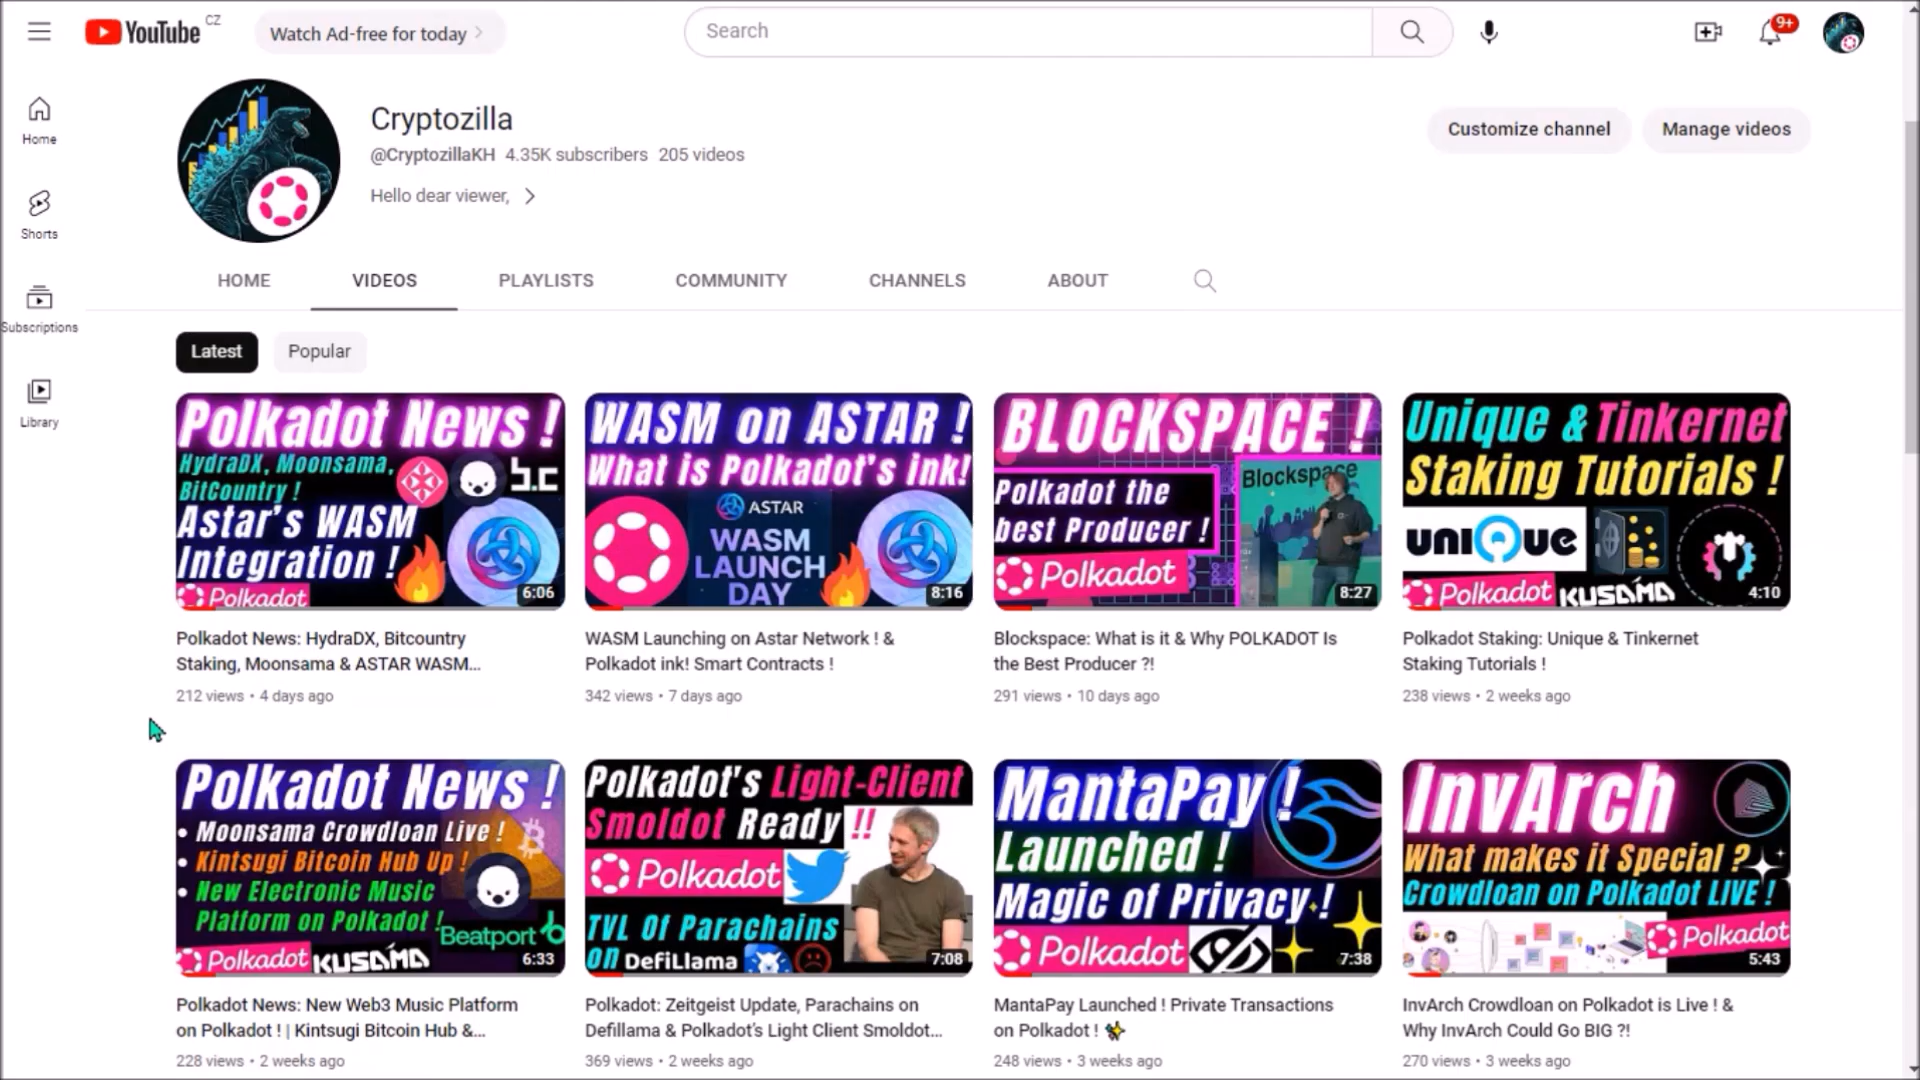 YouTube CZ
Watch Ad-free for today
Search
9+
Home
Shorts
Subscriptions
Library
Cryptozilla
@CryptozillaKH 4.35K subscribers 205 videos
Hello dear viewer,
Customize channel
Manage videos
HOME
VIDEOS
PLAYLISTS
COMMUNITY
CHANNELS
ABOUT
Latest
Popular
Polkadot News !
HydraDX, Moonsama,
BitCountry !
b.c
Astar's WASM
Integration !
Polkadot
6:06
Polkadot News: HydraDX, Bitcountry
Staking, Moonsama & ASTAR WASM...
212 views • 4 days ago
WASM on ASTAR !
What is Polkadot's ink!
ASTAR
WASM
LAUNCH
DAY
8:16
WASM Launching on Astar Network ! &
Polkadot ink! Smart Contracts !
342 views • 7 days ago
BLOCKSPACE !
Blockspace
Polkadot the
best Producer !
Polkadot
8:27
Blockspace: What is it & Why POLKADOT Is
the Best Producer ?!
291 views • 10 days ago
Unique & Tinkernet
Staking Tutorials !
UNIQUE
Polkadot
KUSAMA
4:10
Polkadot Staking: Unique & Tinkernet
Staking Tutorials !
238 views • 2 weeks ago
Polkadot News !
• Moonsama Crowdloan Live !
• Kintsugi Bitcoin Hub Up !
• New Electronic Music
Platform on Polkadot !
Beatport
Polkadot
KUSAMA
6:33
Polkadot News: New Web3 Music Platform
on Polkadot ! | Kintsugi Bitcoin Hub &...
228 views • 2 weeks ago
Polkadot's Light-Client
Smoldot Ready !!
Polkadot
TVL Of Parachains
on DefiLlama
7:08
Polkadot: Zeitgeist Update, Parachains on
Defillama & Polkadot's Light Client Smoldot...
369 views • 2 weeks ago
MantaPay !
Launched !
Magic of Privacy !
Polkadot
7:38
MantaPay Launched ! Private Transactions
on Polkadot ! ✨
248 views • 3 weeks ago
InvArch
What makes it Special ?
Crowdloan on Polkadot LIVE !
Polkadot
5:43
InvArch Crowdloan on Polkadot is Live ! &
Why InvArch Could Go BIG ?!
270 views • 3 weeks ago